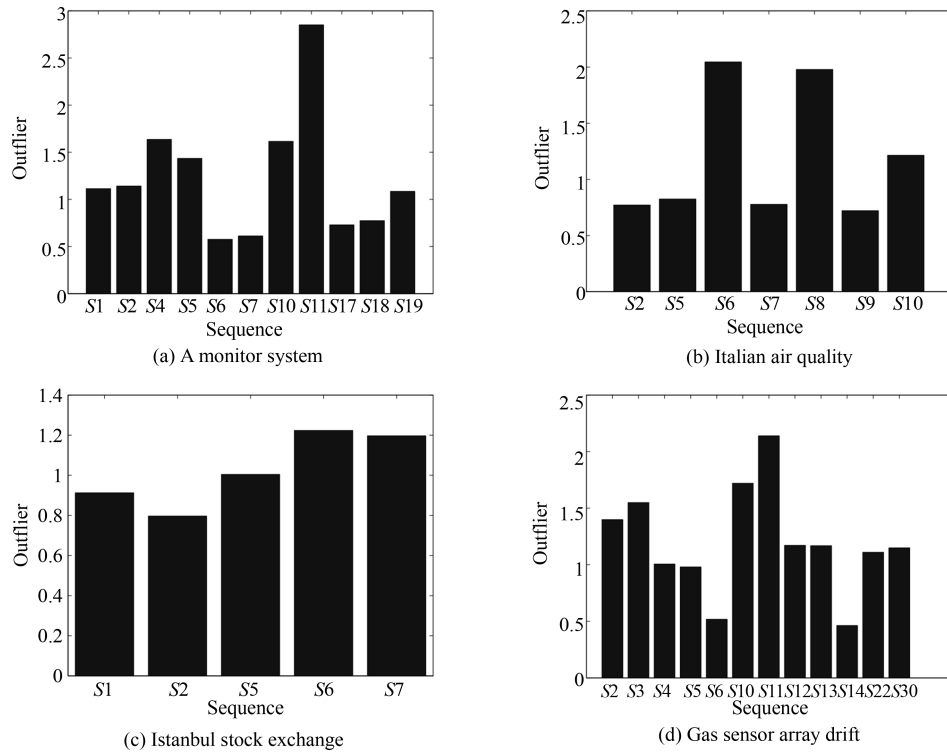 3
2.5
2
1.5
1
0.5
0
Outflier
S1 S2 S4 S5 S6 S7 S10 S11 S17 S18 S19
Sequence
(a) A monitor system
2.5
2
1.5
1
0.5
0
Outflier
S2 S5 S6 S7 S8 S9 S10
Sequence
(b) Italian air quality
1.4
1.2
1
0.8
0.6
0.4
0.2
0
Outflier
S1 S2 S5 S6 S7
Sequence
(c) Istanbul stock exchange
2.5
2
1.5
1
0.5
0
Outflier
S2 S3 S4 S5 S6 S10 S11 S12 S13 S14 S22 S30
Sequence
(d) Gas sensor array drift